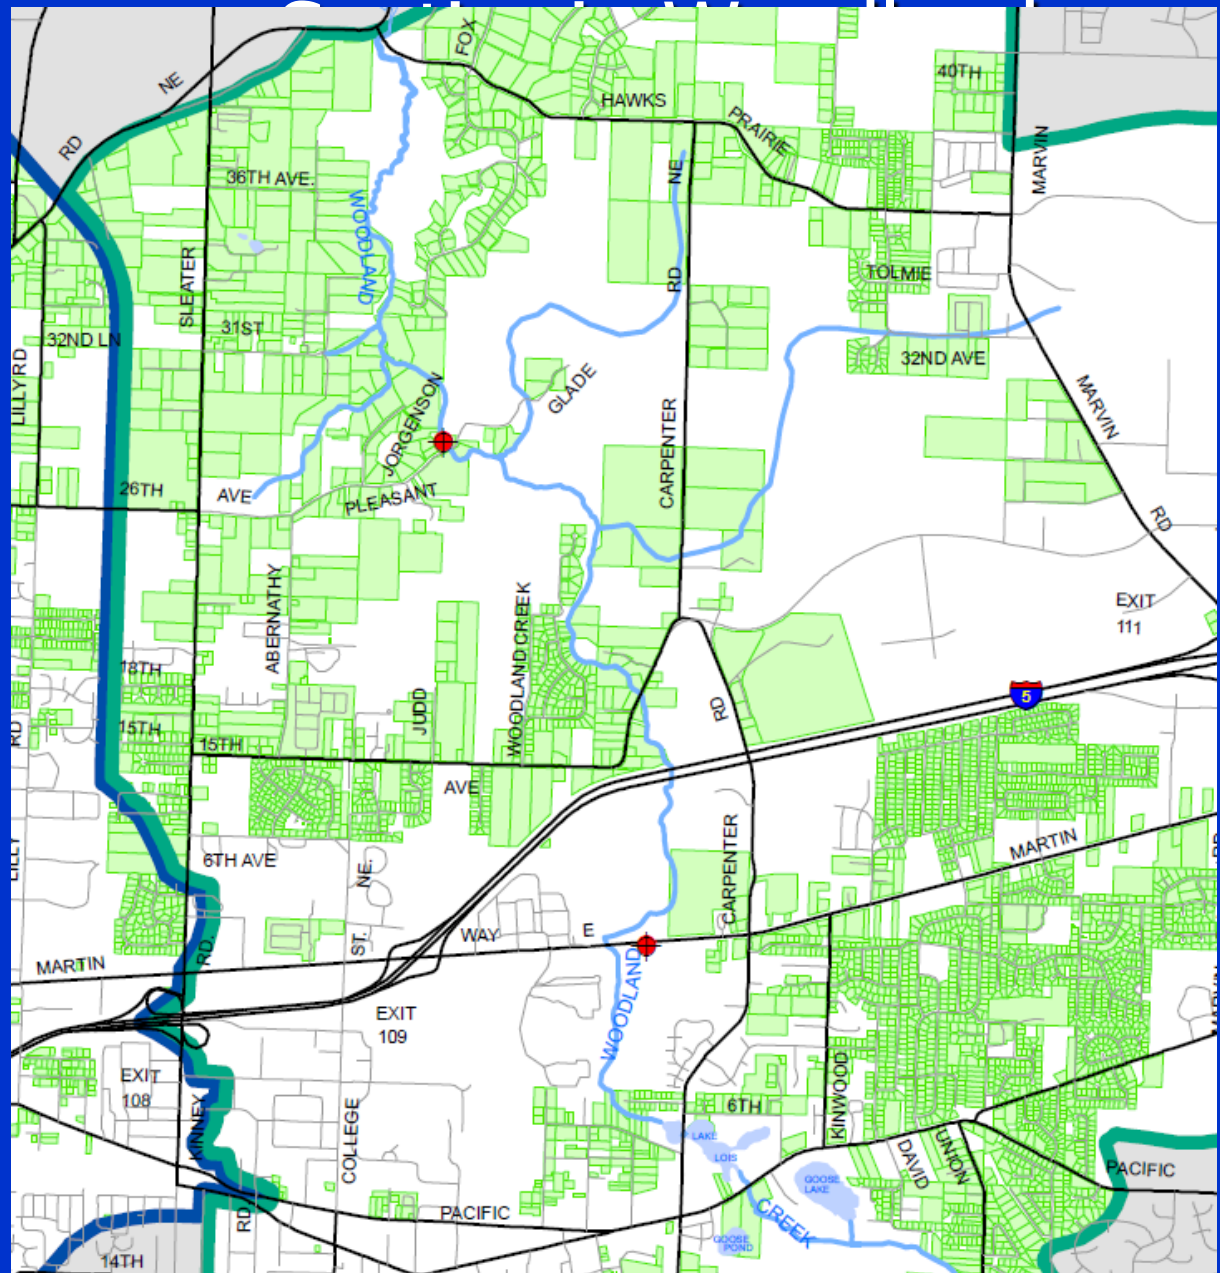 FOX
40TH
NE
HAWKS
PRAIRIE
RD
MARVIN
36TH AVE.
NE
WOODLAND
SLEATER
RD
TOLMIE
31ST
32ND LN
32ND AVE
LILLY RD
GLADE
MARVIN
JORGENSON
CARPENTER
26TH
AVE
PLEASANT
RD
ABERNATHY
WOODLAND CREEK
EXIT
111
18TH
JUDD
5
RD
15TH
RD
15TH
AVE
MARTIN
LILLY
6TH AVE
NE.
CARPENTER
RD
WAY
E
ST.
RD.
MARTIN
WOODLAND
EXIT
109
MARVIN
EXIT
108
KINNEY
COLLEGE
6TH
KINWOOD
LAKE
LOIS
UNION
DAVID
PACIFIC
GOOSE
LAKE
RD
PACIFIC
CREEK
GOOSE
POND
14TH